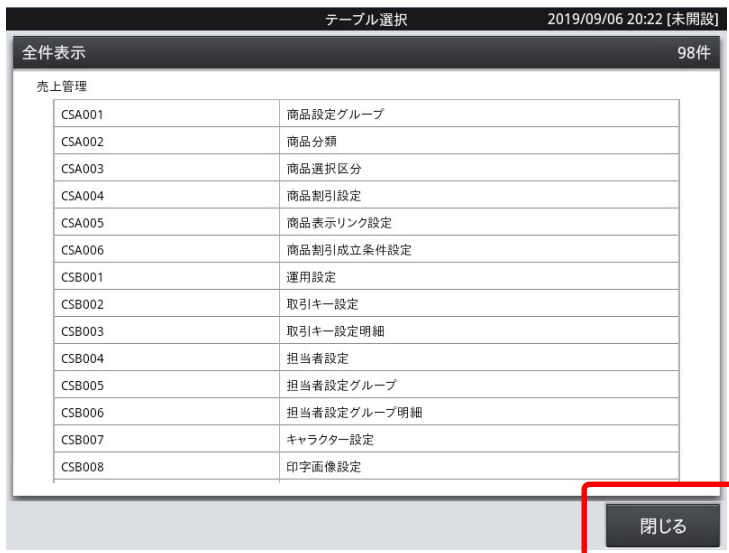 テーブル選択 2019/09/06 20:22 [未開設]
全件表示 98件
売上管理
CSA001 商品設定グループ
CSA002 商品分類
CSA003 商品選択区分
CSA004 商品割引設定
CSA005 商品表示リンク設定
CSA006 商品割引成立条件設定
CSB001 運用設定
CSB002 取引キー設定
CSB003 取引キー設定明細
CSB004 担当者設定
CSB005 担当者設定グループ
CSB006 担当者設定グループ明細
CSB007 キャラクター設定
CSB008 印字画像設定
閉じる